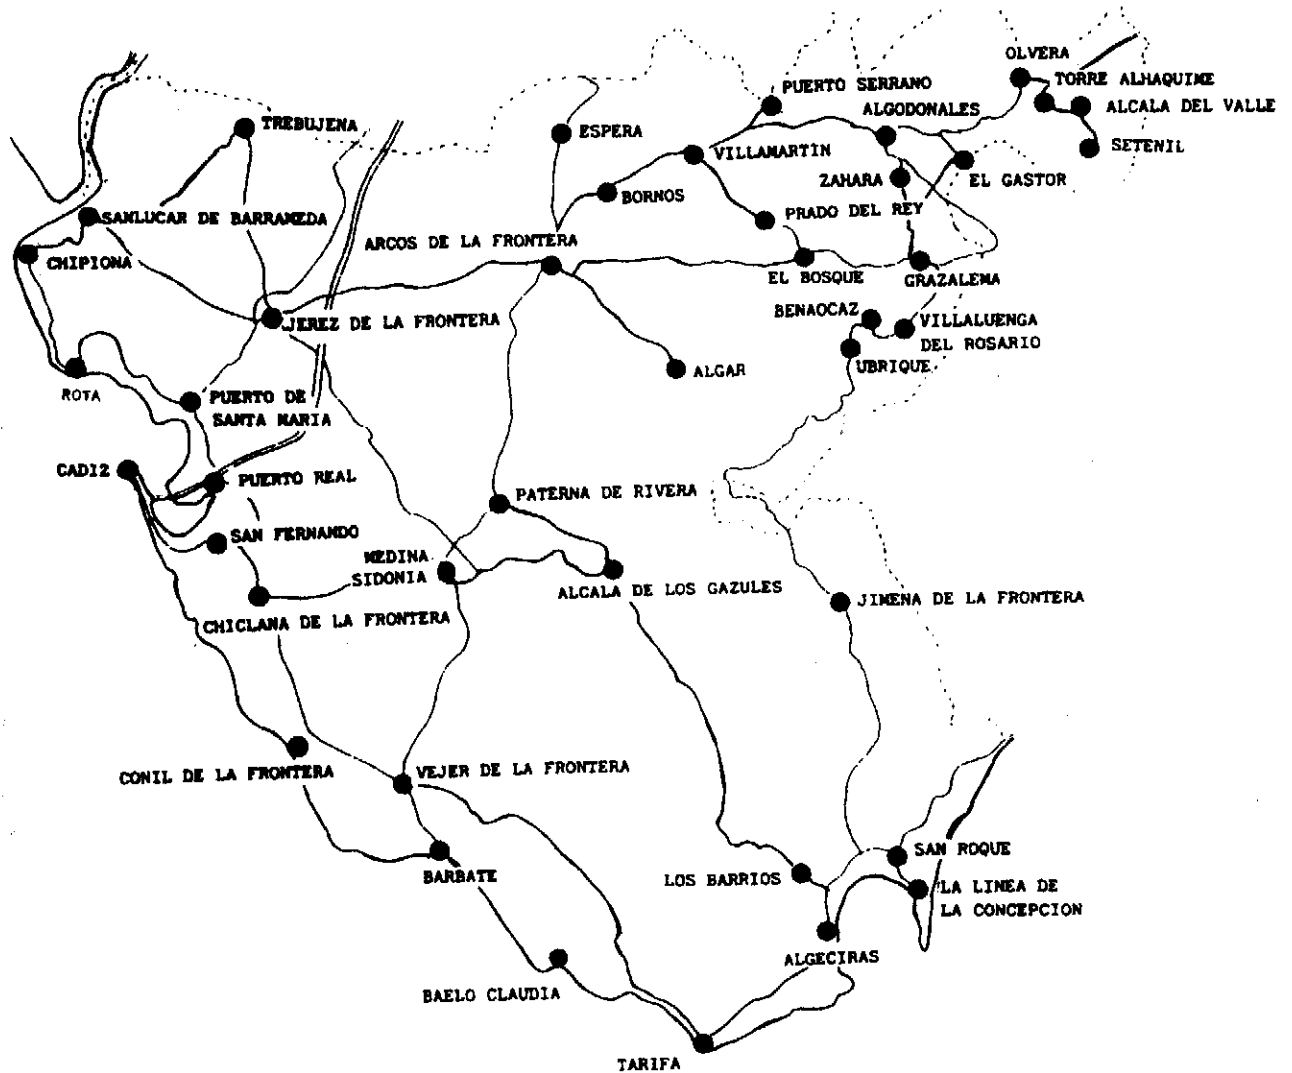 OLVERA
TORRE ALHAQUIME
PUERTO SERRANO
ALGODONALES
ALCALA DEL VALLE
TREBUJENA
ESPERA
SETENIL
VILLAMARTIN
ZAHARA
EL GASTOR
BORNOS
PRADO DEL REY
SANLUCAR DE BARRAMEDA
ARCOS DE LA FRONTERA
CHIPIONA
EL BOSQUE
GRAZALEMA
BENAOCAZ
JEREZ DE LA FRONTERA
VILLALUENGA
DEL ROSARIO
UBRIQUE
ALGAR
ROTA
PUERTO DE
SANTA MARIA
CADIZ
PUERTO REAL
PATERNA DE RIVERA
SAN FERNANDO
MEDINA
SIDONIA
ALCALA DE LOS GAZULES
JIMENA DE LA FRONTERA
CHICLANA DE LA FRONTERA
CONIL DE LA FRONTERA
VEJER DE LA FRONTERA
BARBATE
LOS BARRIOS
SAN ROQUE
LA LINEA DE
LA CONCEPCION
ALGECIRAS
BAELO CLAUDIA
TARIFA